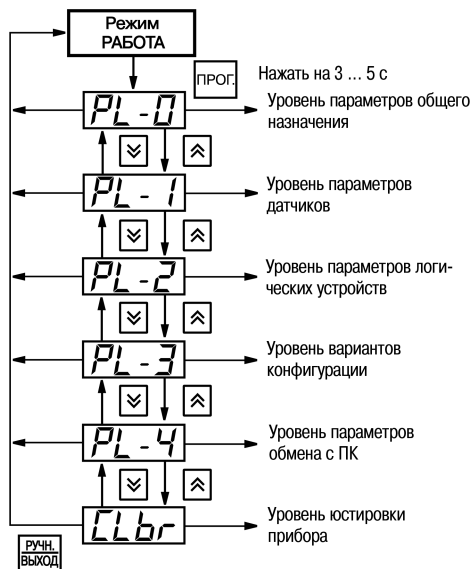 Режим
РАБОТА
ПРОГ.
Нажать на 3 ... 5 с
PL-0
Уровень параметров общего
назначения
PL-1
Уровень параметров
датчиков
PL-2
Уровень параметров логи-
ческих устройств
PL-3
Уровень вариантов
конфигурации
PL-4
Уровень параметров
обмена с ПК
CLbr
Уровень юстировки
прибора
РУЧН.
ВЫХОД